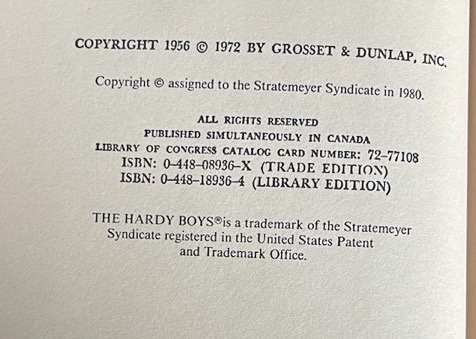 COPYRIGHT 1956 © 1972 BY GROSSET & DUNLAP, INC.
Copyright © assigned to the Stratemeyer Syndicate in 1980.
ALL RIGHTS RESERVED
PUBLISHED SIMULTANEOUSLY IN CANADA
LIBRARY OF CONGRESS CATALOG CARD NUMBER: 72-77108
ISBN: 0-448-08936-X (TRADE EDITION)
ISBN: 0-448-18936-4 (LIBRARY EDITION)
THE HARDY BOYS® is a trademark of the Stratemeyer
Syndicate registered in the United States Patent
and Trademark Office.